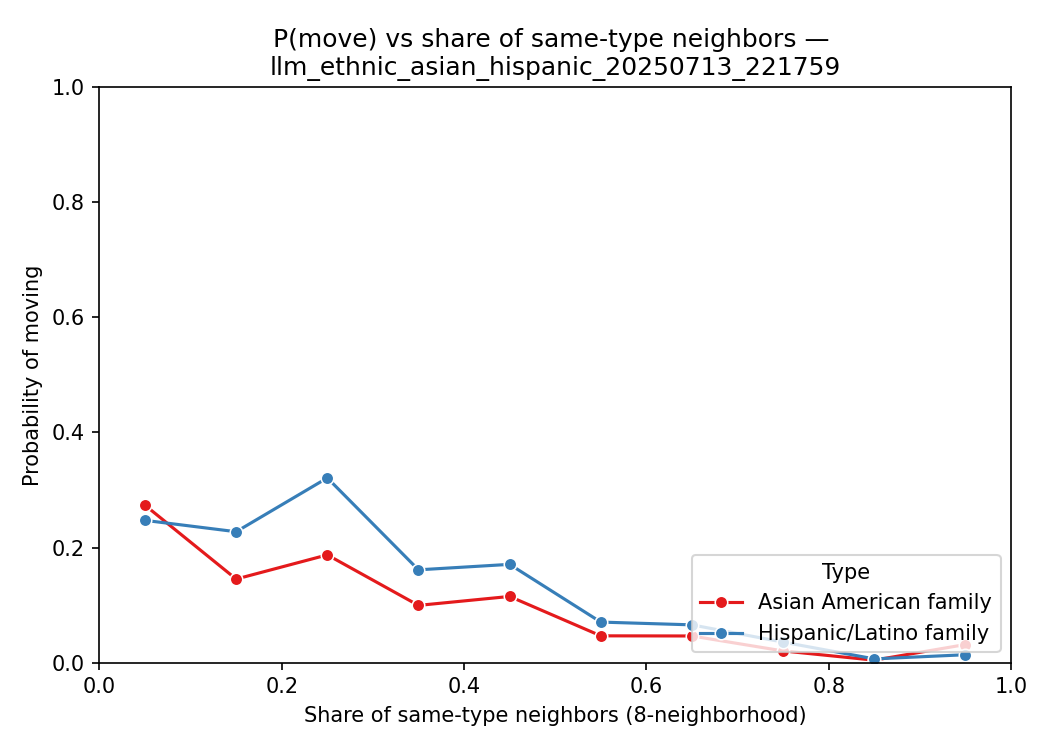 P(move) vs share of same-type neighbors —
llm_ethnic_asian_hispanic_20250713_221759
1.0
0.8
0.6
0.4
0.2
0.0
Probability of moving
Type
Asian American family
Hispanic/Latino family
0.0 0.2 0.4 0.6 0.8 1.0
Share of same-type neighbors (8-neighborhood)